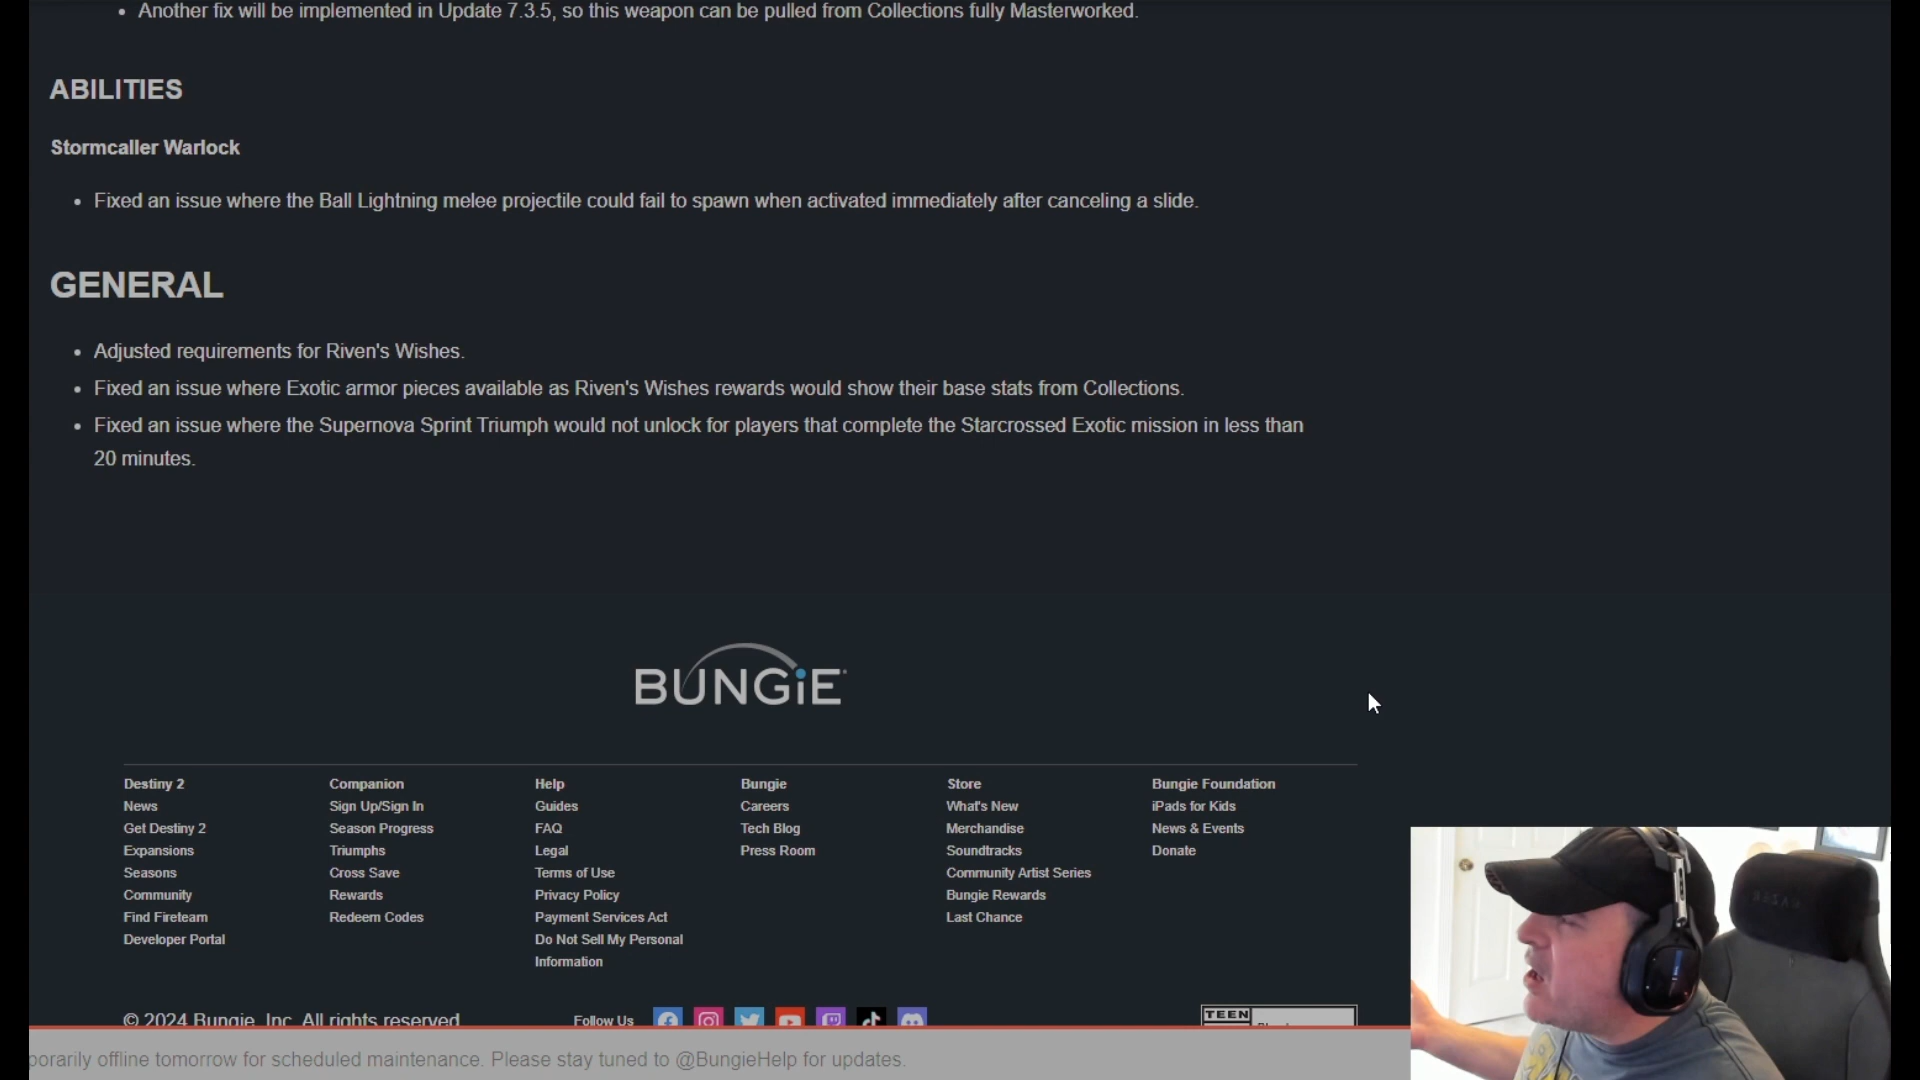 Another fix will be implemented in Update 7.3.5, so this weapon can be pulled from Collections fully Masterworked.
ABILITIES
Stormcaller Warlock
Fixed an issue where the Ball Lightning melee projectile could fail to spawn when activated immediately after canceling a slide.
GENERAL
Adjusted requirements for Riven's Wishes.
Fixed an issue where Exotic armor pieces available as Riven's Wishes rewards would show their base stats from Collections.
Fixed an issue where the Supernova Sprint Triumph would not unlock for players that complete the Starcrossed Exotic mission in less than
20 minutes.
BUNGiE
Destiny 2
News
Get Destiny 2
Expansions
Seasons
Community
Find Fireteam
Developer Portal
Companion
Sign Up/Sign In
Season Progress
Triumphs
Cross Save
Rewards
Redeem Codes
Help
Guides
FAQ
Legal
Terms of Use
Privacy Policy
Payment Services Act
Do Not Sell My Personal
Information
Bungie
Careers
Tech Blog
Press Room
Store
What's New
Merchandise
Soundtracks
Community Artist Series
Bungie Rewards
Last Chance
Bungie Foundation
iPads for Kids
News & Events
Donate
© 2024 Bungie, Inc. All rights reserved
Follow Us
TEEN
porarily offline tomorrow for scheduled maintenance. Please stay tuned to @BungieHelp for updates.